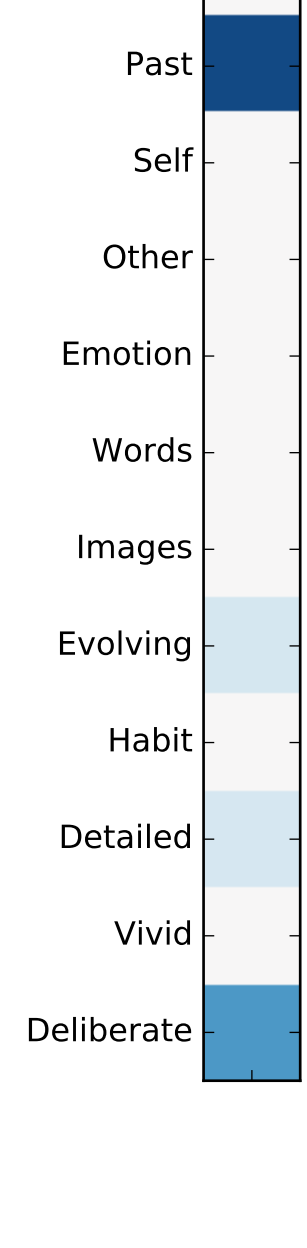 Past
Self
Other
Emotion
Words
Images
Evolving
Habit
Detailed
Vivid
Deliberate